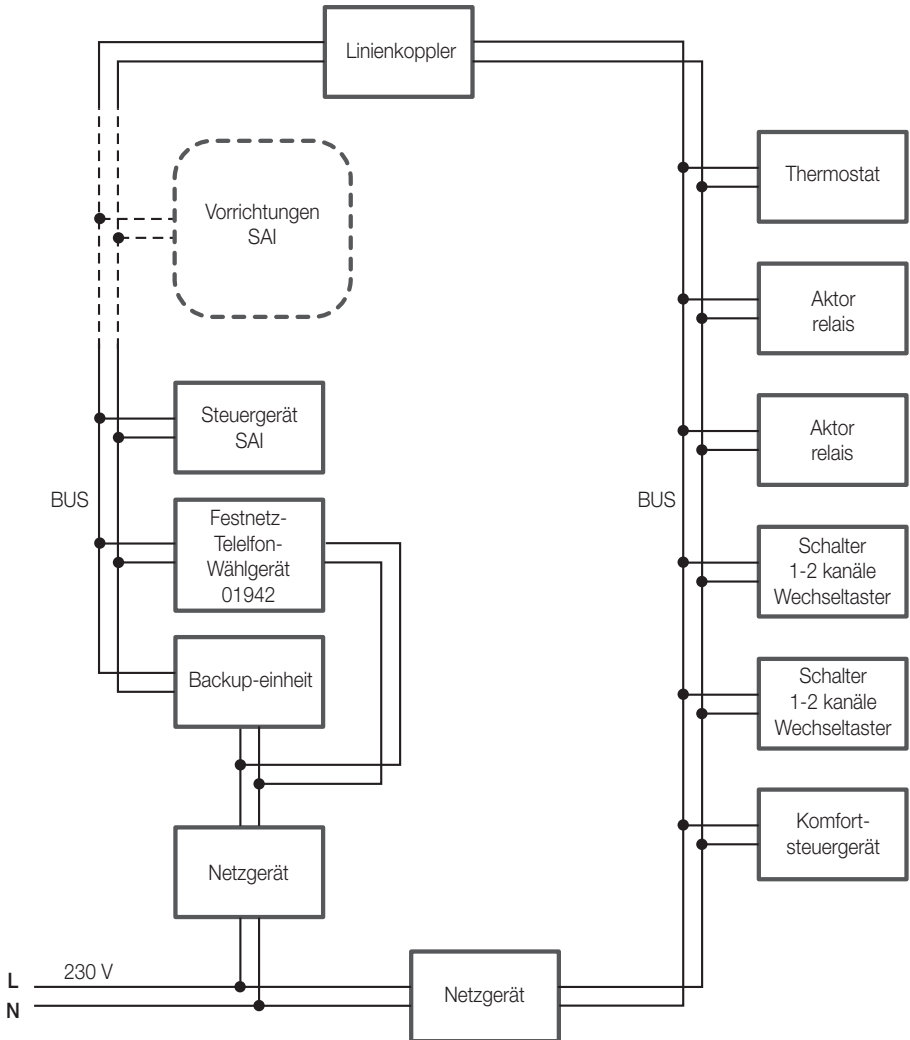 Linienkoppler
Thermostat
Vorrichtungen
SAI
Aktor
relais
Steuergerät
SAI
Aktor
relais
BUS
BUS
Festnetz-
Telelfon-
Wählgerät
01942
Schalter
1-2 kanäle
Wechseltaster
Backup-einheit
Schalter
1-2 kanäle
Wechseltaster
Komfort-
steuergerät
Netzgerät
L
230 V
N
Netzgerät